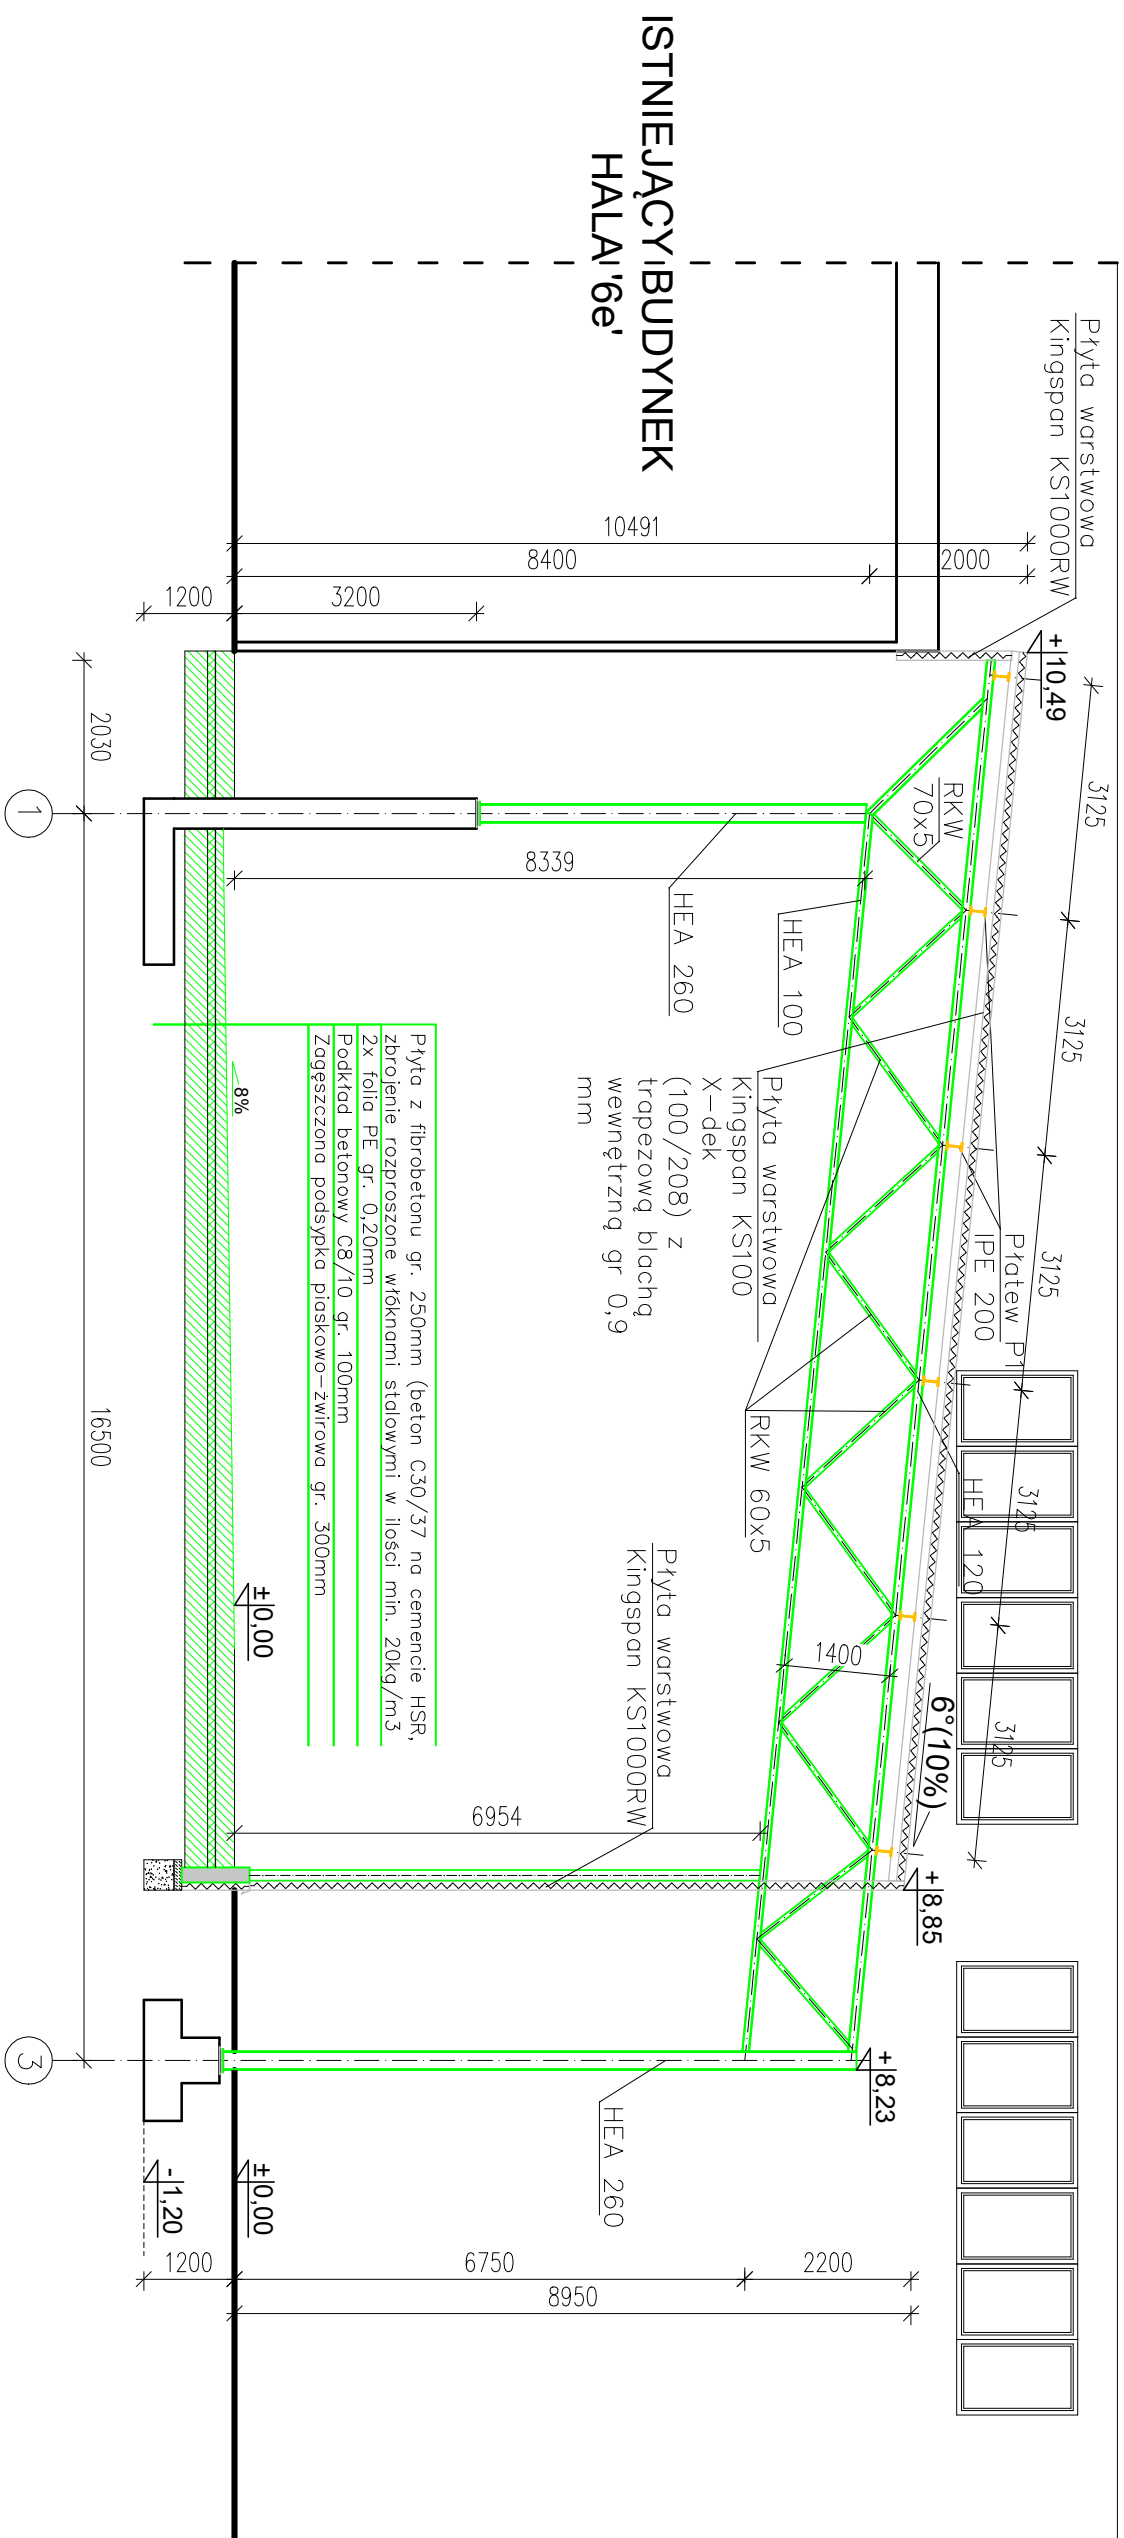 ISTNIEJĄCY BUDYNEK
HALA '6e'
Płyta warstwowa
Kingspan KS1000RW
+10,49
3125
3125
3125
3125
3125
10491
8400
2000
1200
3200
2030
1
RKW
70x5
8339
HEA 260
HEA 100
Płyta warstwowa
Kingspan KS100
X-dek
(100/208) z
trapezową blachą
wewnętrzną gr 0,9
mm
Płatew P1
IPE 200
HEA 120
RKW 60x5
1400
6°(10%)
+8,85
8%
Płyta z fibrobetonu gr. 250mm (beton C30/37 na cemencie HSR,
zbrojenie rozproszone włóknami stalowymi w ilości min. 20kg/m3
2x folia PE gr. 0,20mm
Podkład betonowy C8/10 gr. 100mm
Zagęszczona podsypka piaskowo-żwirowa gr. 300mm
±0,00
16500
Płyta warstwowa
Kingspan KS1000RW
6954
+8,23
HEA 260
3
±0,00
-1,20
1200
6750
2200
8950